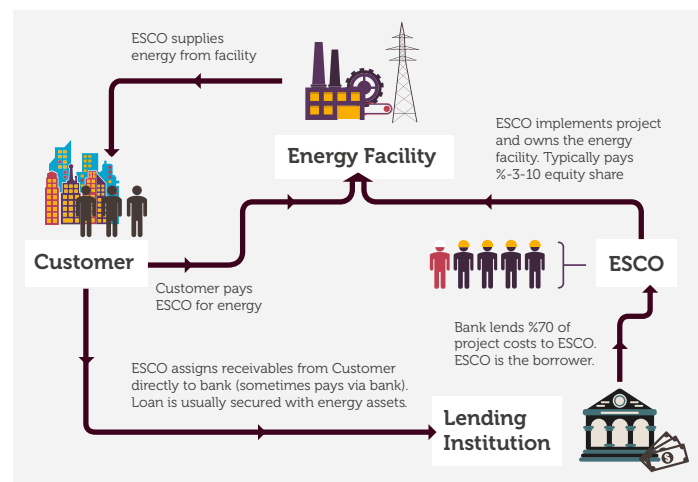 ESCO supplies
energy from facility
Energy Facility
ESCO implements project
and owns the energy
facility. Typically pays
%-3-10 equity share
Customer
Customer pays
ESCO for energy
ESCO
Bank lends %70 of
project costs to ESCO.
ESCO is the borrower.
ESCO assigns receivables from Customer
directly to bank (sometimes pays via bank).
Loan is usually secured with energy assets.
Lending
Institution
$